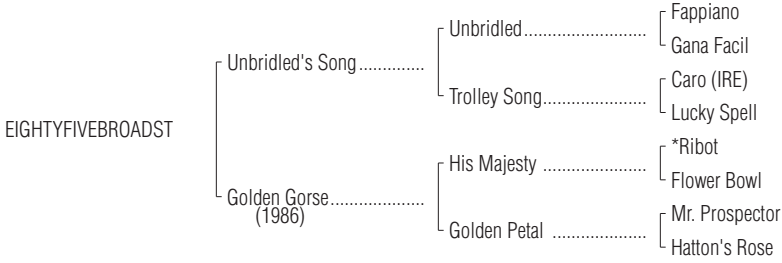 Fappiano
Unbridled..........................
Gana Facil
Unbridled's Song ..............
Caro (IRE)
Trolley Song......................
Lucky Spell
EIGHTYFIVEBROADST
*Ribot
His Majesty ......................
Flower Bowl
Golden Gorse....................
(1986)
Mr. Prospector
Golden Petal ....................
Hatton's Rose